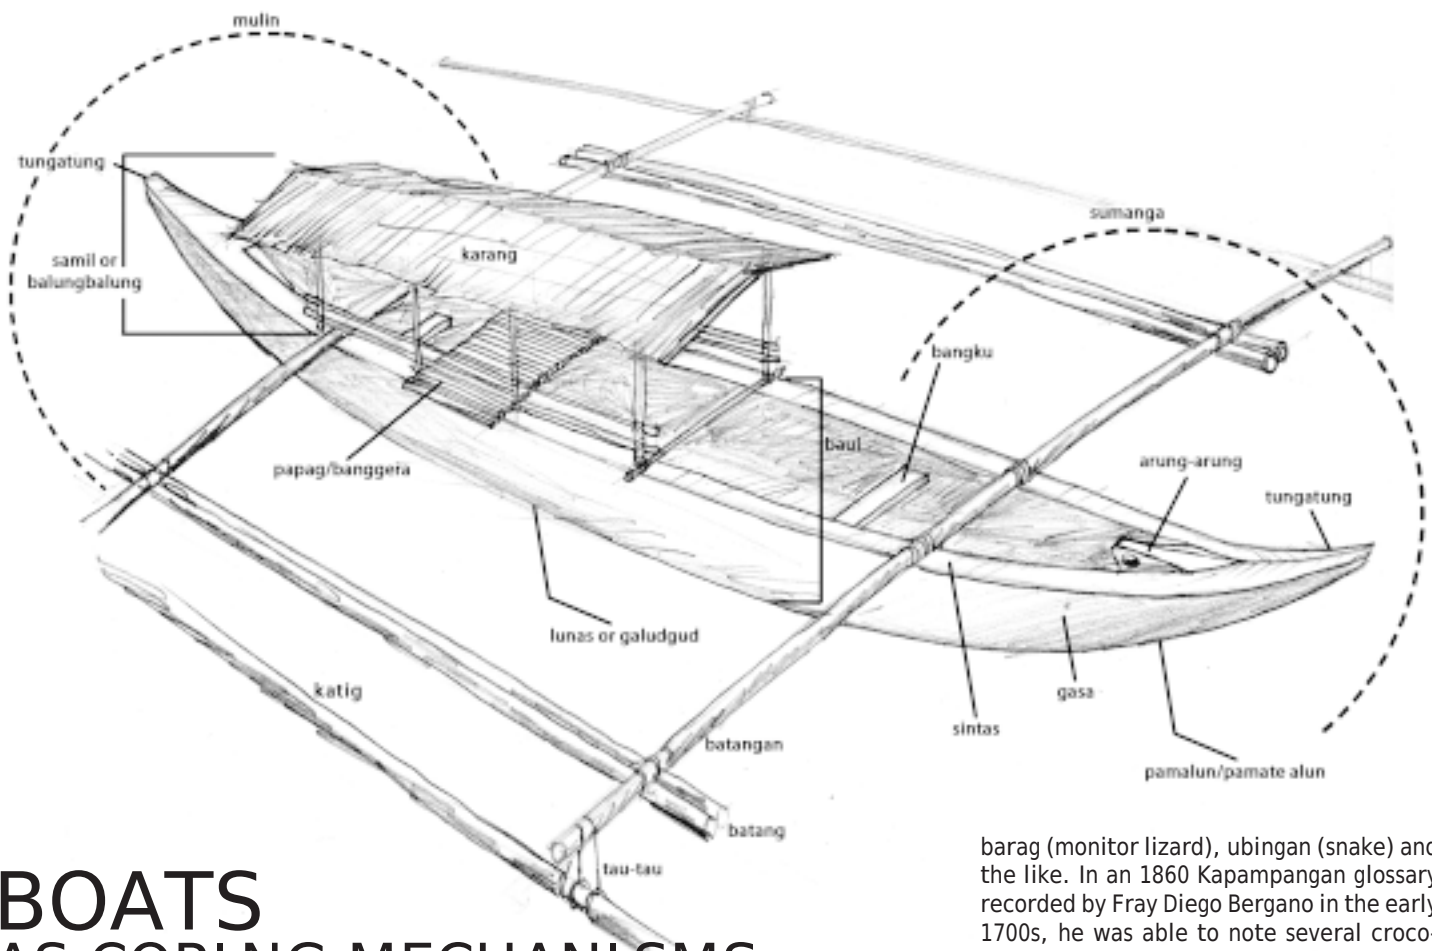 mulin
tungatung
sumanga
karang
samil or
balungbalung
bangku
baul
arung-arung
papag/banggera
tungatung
lunas or galudgud
katig
gasa
sintas
batangan
pamalun/pamate alun
batang
tau-tau
BOATS
AS COPING MECHANISMS
barag (monitor lizard), ubingan (snake) and
the like. In an 1860 Kapampangan glossary
recorded by Fray Diego Bergano in the early
1700s, he was able to note several croco-